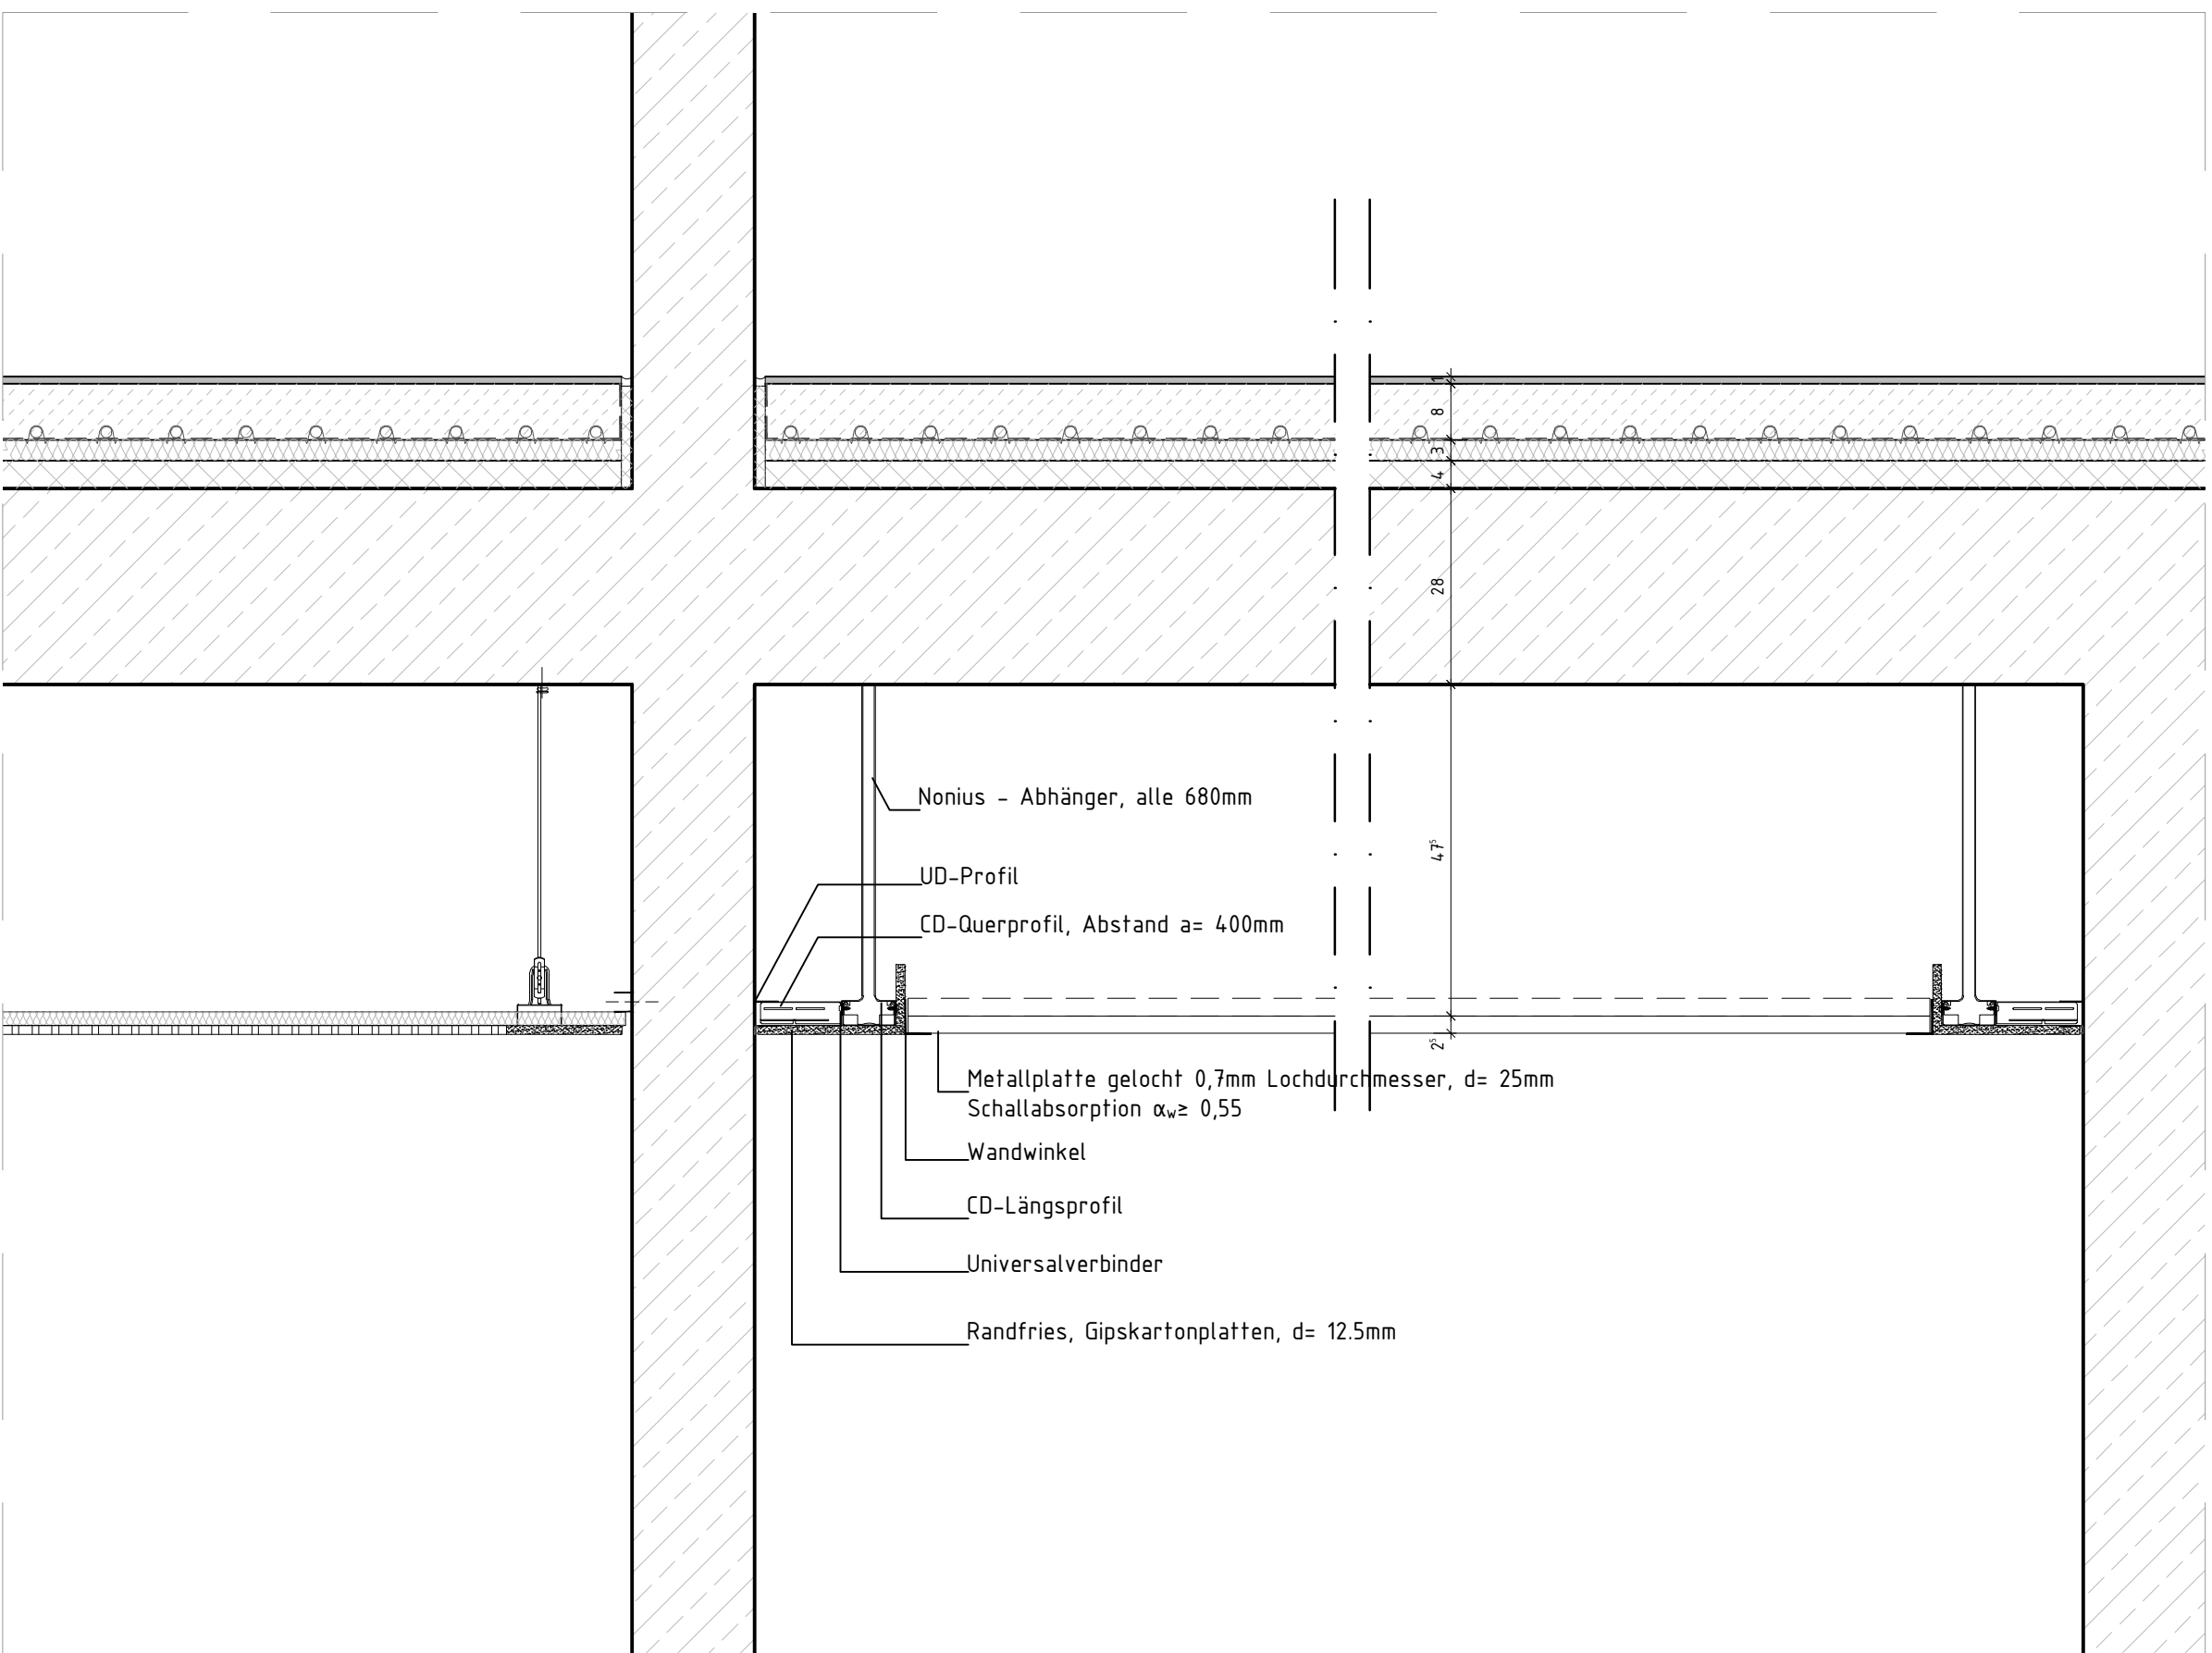 1
8
3
4
28
Nonius - Abhänger, alle 680mm
47⁵
UD-Profil
CD-Querprofil, Abstand a= 400mm
2⁵
Metallplatte gelocht 0,7mm Lochdurchmesser, d= 25mm
Schallabsorption αw≥ 0,55
Wandwinkel
CD-Längsprofil
Universalverbinder
Randfries, Gipskartonplatten, d= 12.5mm